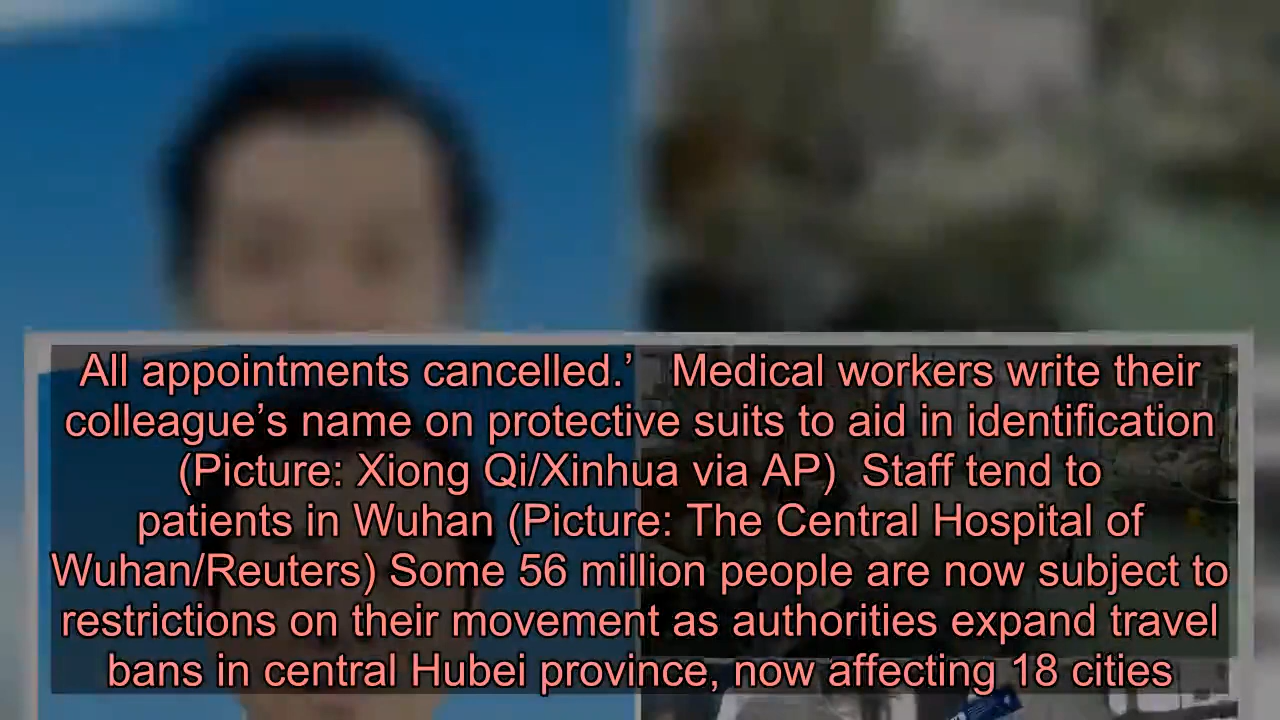 All appointments cancelled.’ Medical workers write their
colleague’s name on protective suits to aid in identification
(Picture: Xiong Qi/Xinhua via AP) Staff tend to
patients in Wuhan (Picture: The Central Hospital of
Wuhan/Reuters) Some 56 million people are now subject to
restrictions on their movement as authorities expand travel
bans in central Hubei province, now affecting 18 cities